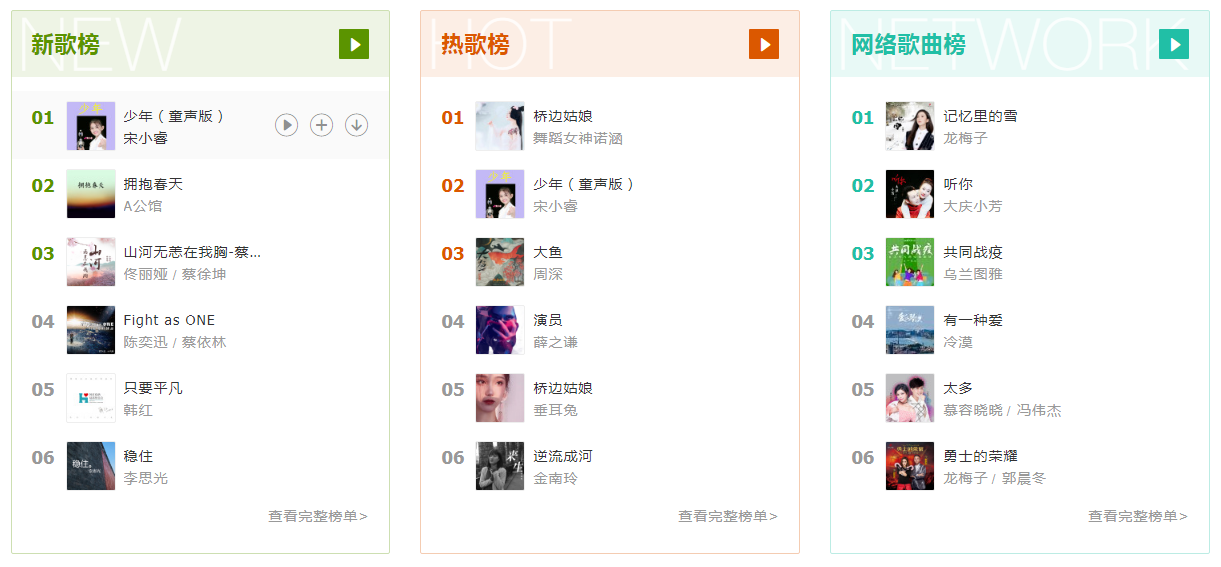 NEW
新歌榜
01
少年（童声版）
宋小睿
02
拥抱春天
A公馆
03
山河无恙在我胸-蔡...
佟丽娅 / 蔡徐坤
04
Fight as ONE
陈奕迅 / 蔡依林
05
只要平凡
韩红
06
稳住
李思光
查看完整榜单>
HOT
热歌榜
01
桥边姑娘
舞蹈女神诺涵
02
少年（童声版）
宋小睿
03
大鱼
周深
04
演员
薛之谦
05
桥边姑娘
垂耳兔
06
逆流成河
金南玲
查看完整榜单>
NETWORK
网络歌曲榜
01
记忆里的雪
龙梅子
02
听你
大庆小芳
03
共同战疫
共同战疫
乌兰图雅
04
有一种爱
冷漠
05
太多
慕容晓晓 / 冯伟杰
06
勇士的荣耀
龙梅子 / 郭晨冬
查看完整榜单>